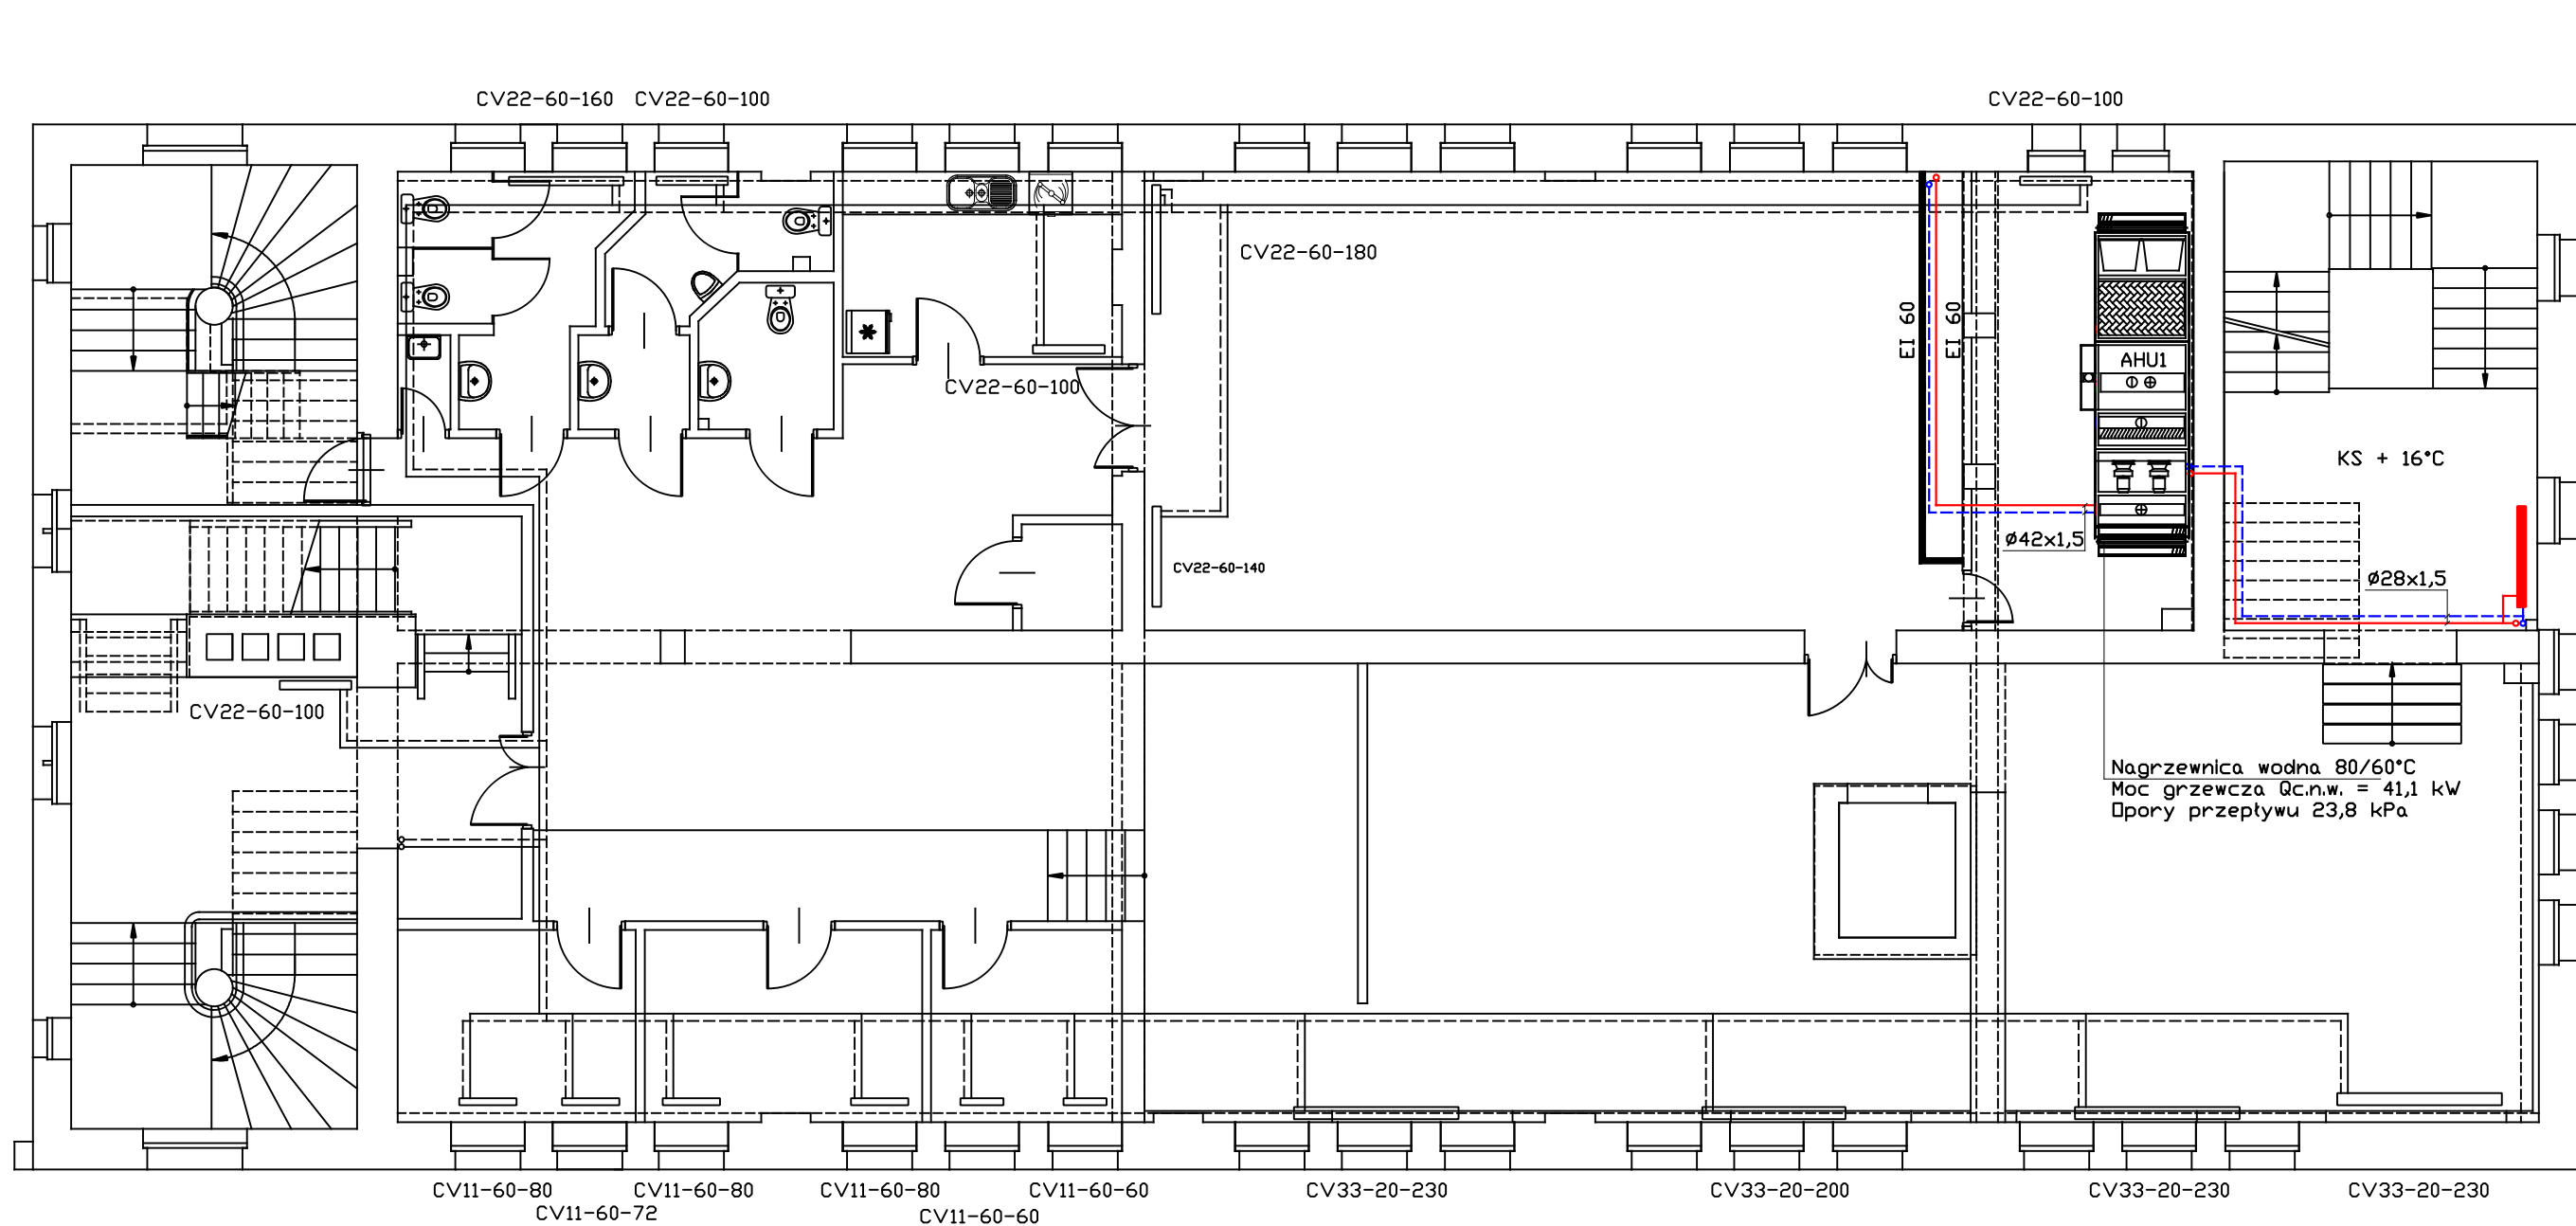 CV22-60-160 CV22-60-100 CV22-60-100
CV22-60-180
EI 60 EI 60
AHU1
CV22-60-100
KS + 16°C
Ø42x1,5
CV22-60-140
Ø28x1,5
CV22-60-100
Nagrzewnica wodna 80/60°C
Moc grzewcza Qc.n.w. = 41,1 kW
Opory przepływu 23,8 kPa
CV11-60-80 CV11-60-80 CV11-60-80 CV11-60-60 CV33-20-230 CV33-20-200 CV33-20-230 CV33-20-230
CV11-60-72 CV11-60-60